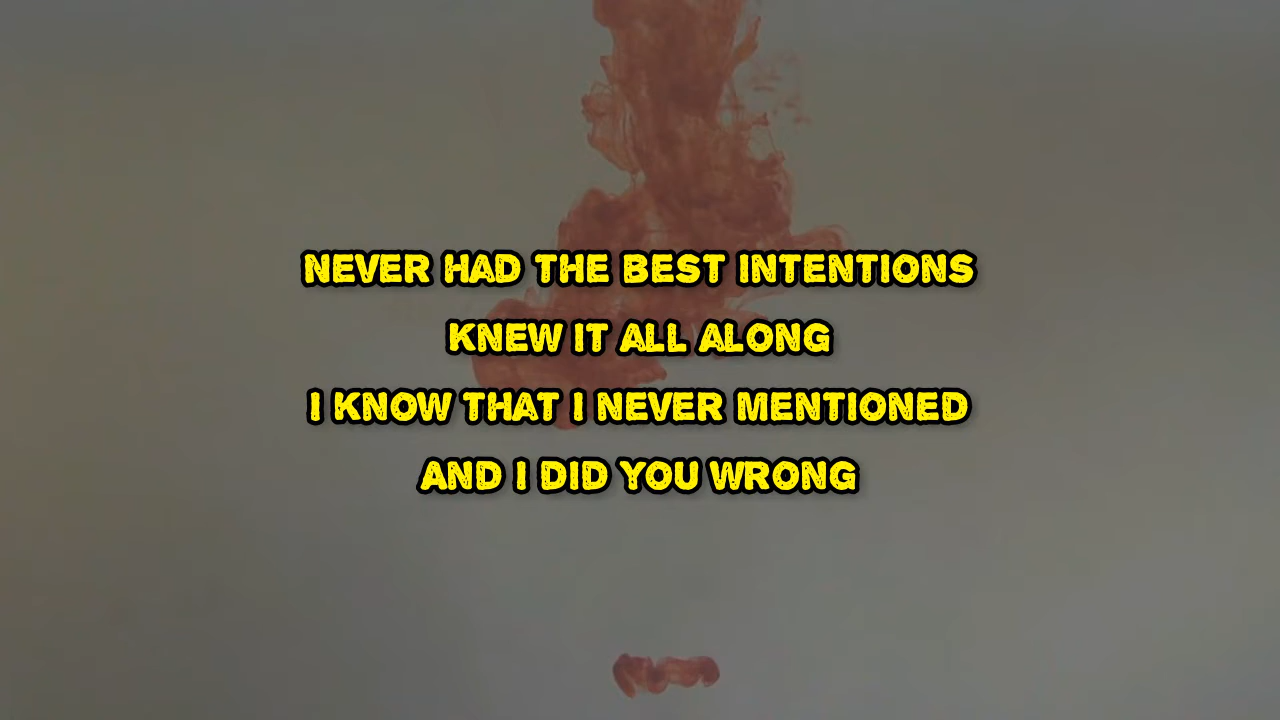 NEVER HAD THE BEST INTENTIONS
KNEW IT ALL ALONG
I KNOW THAT I NEVER MENTIONED
AND I DID YOU WRONG